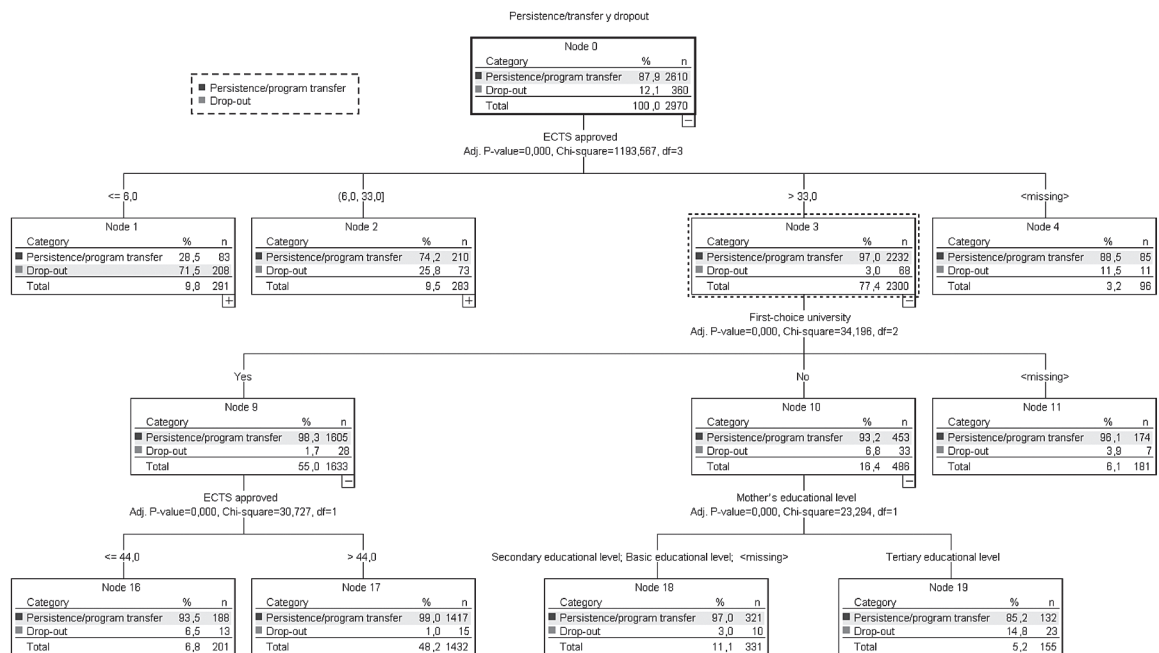 Persistence/transfer y dropout
Node 0
Category % n
Persistence/program transfer 87,9 2610
Drop-out 12,1 360
Total 100,0 2970
Persistence/program transfer
Drop-out
ECTS approved
Adj. P-value=0,000, Chi-square=1193,567, df=3
<= 6,0
(6,0, 33,0]
> 33,0
<missing>
Node 1
Category % n
Persistence/program transfer 28,5 83
Drop-out 71,5 208
Total 9,8 291
Node 2
Category % n
Persistence/program transfer 74,2 210
Drop-out 25,8 73
Total 9,5 283
Node 3
Category % n
Persistence/program transfer 97,0 2232
Drop-out 3,0 68
Total 77,4 2300
Node 4
Category % n
Persistence/program transfer 88,5 85
Drop-out 11,5 11
Total 3,2 96
First-choice university
Adj. P-value=0,000, Chi-square=34,196, df=2
Yes
No
<missing>
Node 9
Category % n
Persistence/program transfer 98,3 1605
Drop-out 1,7 28
Total 55,0 1633
Node 10
Category % n
Persistence/program transfer 93,2 453
Drop-out 6,8 33
Total 16,4 486
Node 11
Category % n
Persistence/program transfer 96,1 174
Drop-out 3,9 7
Total 6,1 181
ECTS approved
Adj. P-value=0,000, Chi-square=30,727, df=1
Mother's educational level
Adj. P-value=0,000, Chi-square=23,294, df=1
<= 44,0
> 44,0
Secondary educational level; Basic educational level; <missing>
Tertiary educational level
Node 16
Category % n
Persistence/program transfer 93,5 188
Drop-out 6,5 13
Total 6,8 201
Node 17
Category % n
Persistence/program transfer 99,0 1417
Drop-out 1,0 15
Total 48,2 1432
Node 18
Category % n
Persistence/program transfer 97,0 321
Drop-out 3,0 10
Total 11,1 331
Node 19
Category % n
Persistence/program transfer 85,2 132
Drop-out 14,8 23
Total 5,2 155